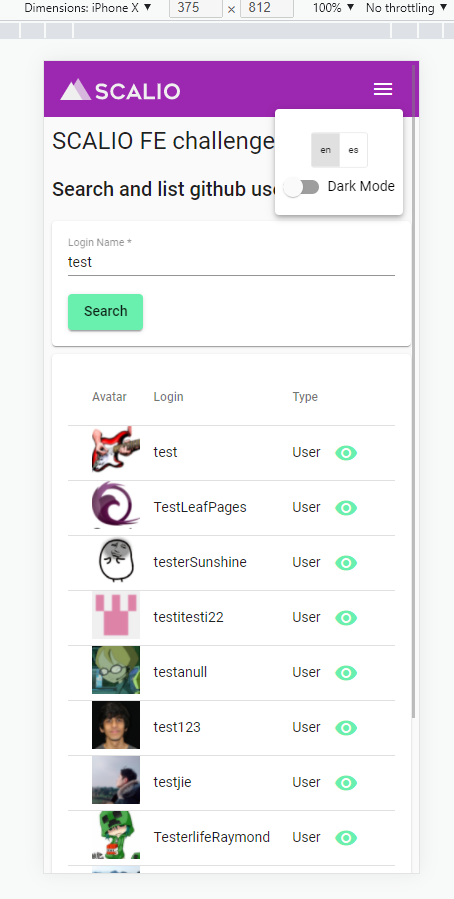 Dimensions: iPhone X ▼ 375 × 812 100% ▼ No throttling ▼
SCALIO
SCALIO FE challenge
en es
Dark Mode
Search and list github use
Login Name *
test
Search
Avatar Login Type
test User
TestLeafPages User
testerSunshine User
testitesti22 User
testanull User
test123 User
testjie User
TesterlifeRaymond User